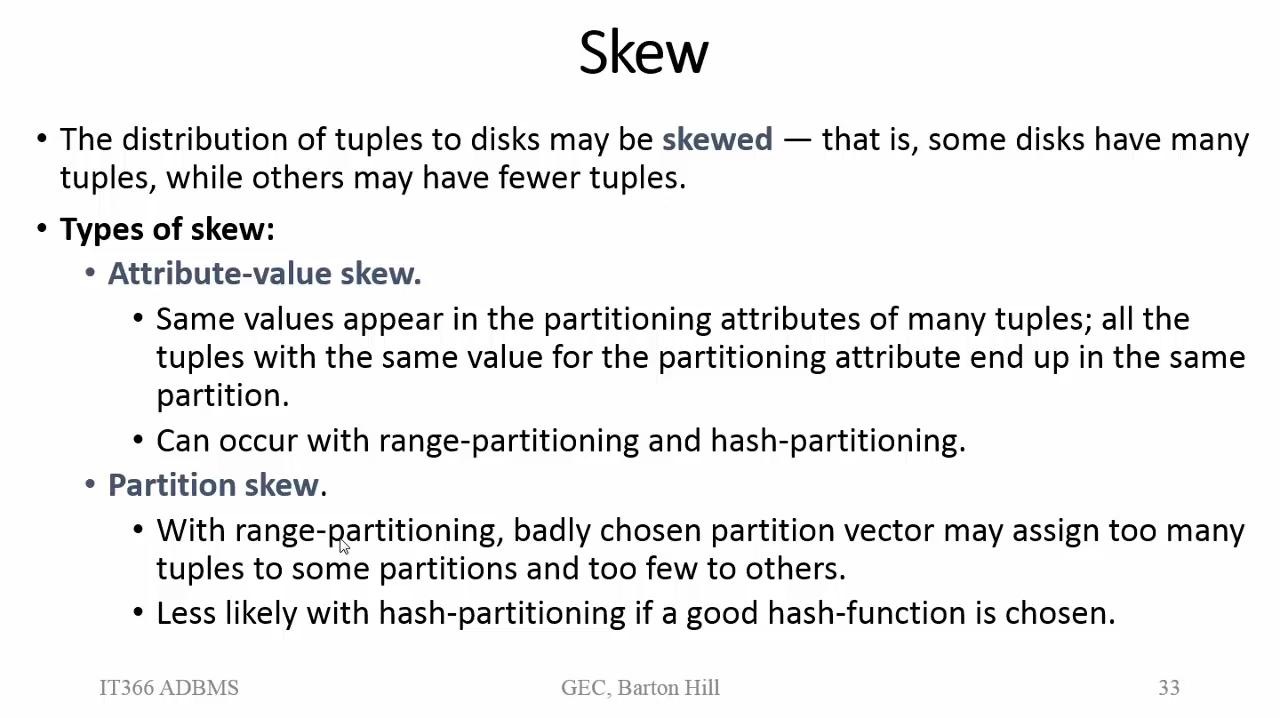 Skew
• The distribution of tuples to disks may be skewed — that is, some disks have many
tuples, while others may have fewer tuples.
• Types of skew:
• Attribute-value skew.
• Same values appear in the partitioning attributes of many tuples; all the
tuples with the same value for the partitioning attribute end up in the same
partition.
• Can occur with range-partitioning and hash-partitioning.
• Partition skew.
• With range-partitioning, badly chosen partition vector may assign too many
tuples to some partitions and too few to others.
• Less likely with hash-partitioning if a good hash-function is chosen.
IT366 ADBMS
GEC, Barton Hill
33